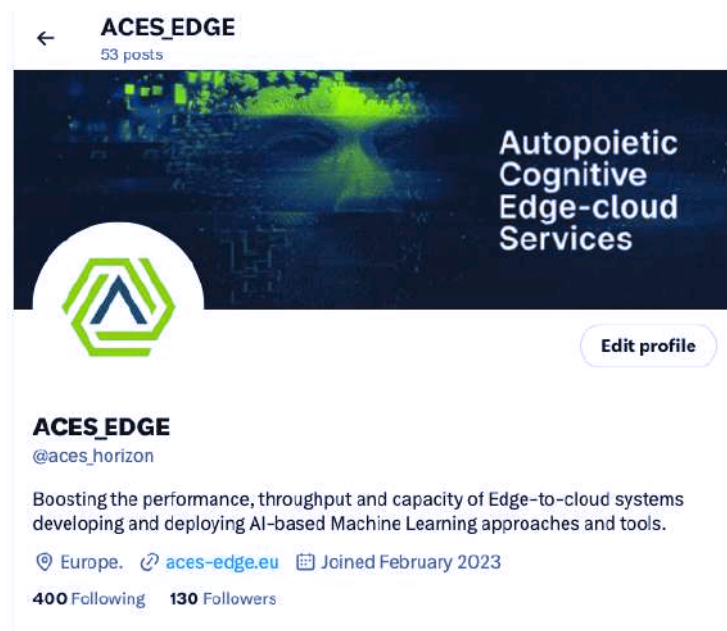 ACES_EDGE
53 posts
Autopoietic
Cognitive
Edge-cloud
Services
Edit profile
ACES_EDGE
@aces_horizon
Boosting the performance, throughput and capacity of Edge-to-cloud systems
developing and deploying AI-based Machine Learning approaches and tools.
Europe. aces-edge.eu Joined February 2023
400 Following 130 Followers